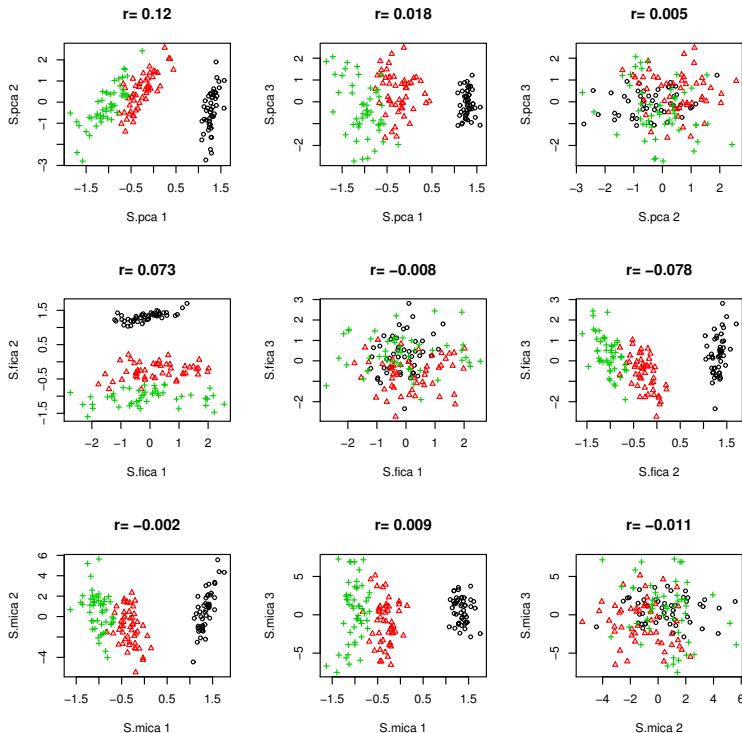 r= 0.12
S.pca 2
−3
−1
0
1
2
−1.5
−0.5
0.5
1.5
S.pca 1
r= 0.018
S.pca 3
−2
0
1
2
−1.5
−0.5
0.5
1.5
S.pca 1
r= 0.005
S.pca 3
−2
0
1
2
−3
−2
−1
0
1
2
S.pca 2
r= 0.073
S.fica 2
−1.5
−0.5
0.5
1.5
−2
−1
0
1
2
S.fica 1
r= −0.008
S.fica 3
−2
0
1
2
3
−2
−1
0
1
2
S.fica 1
r= −0.078
S.fica 3
−2
0
1
2
3
−1.5
−0.5
0.5
1.5
S.fica 2
r= −0.002
S.mica 2
−4
0
2
4
6
−1.5
−0.5
0.5
1.5
S.mica 1
r= 0.009
S.mica 3
−5
0
5
−1.5
−0.5
0.5
1.5
S.mica 1
r= −0.011
S.mica 3
−5
0
5
−4
−2
0
2
4
6
S.mica 2